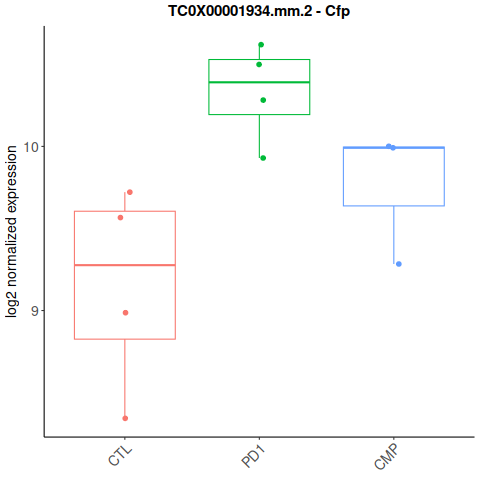 TC0X00001934.mm.2 - Cfp
log2 normalized expression
10
9
CTL
PD1
CMP